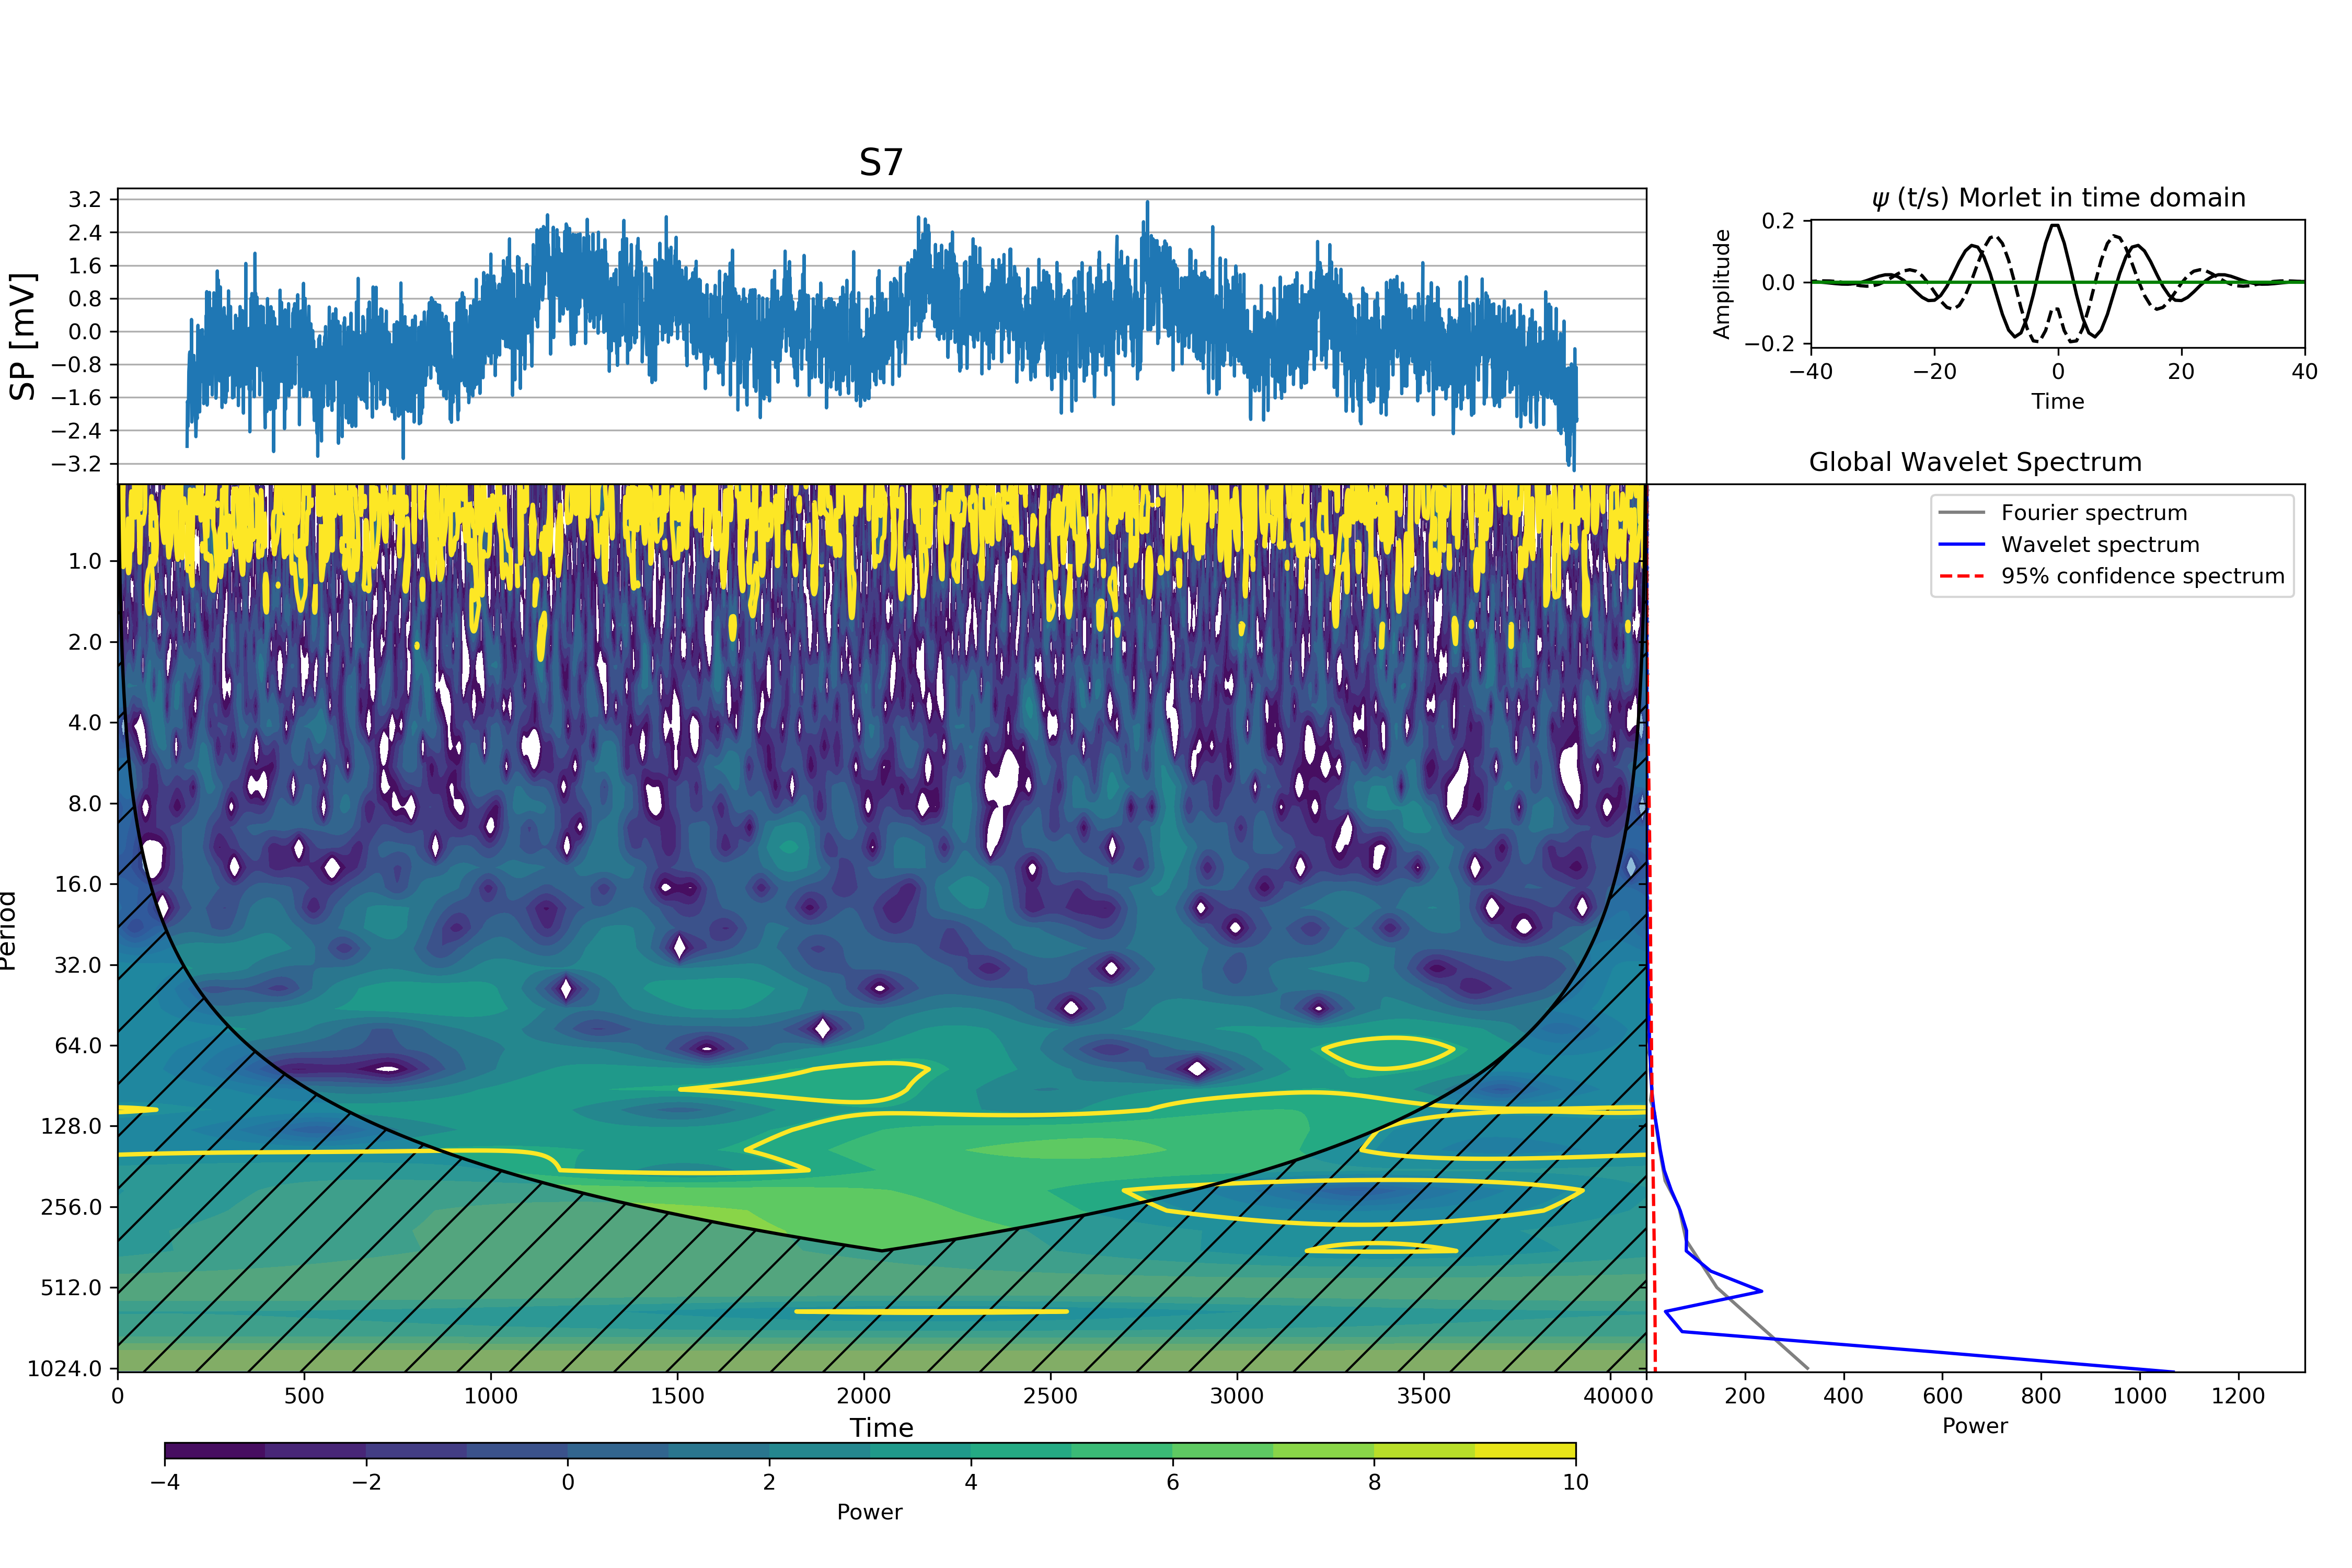 S7
3.2
2.4
1.6
0.8
0.0
−0.8
−1.6
−2.4
−3.2
SP [mV]
ψ (t/s) Morlet in time domain
0.2
0.0
−0.2
Amplitude
−40 −20 0 20 40
Time
Global Wavelet Spectrum
Fourier spectrum
Wavelet spectrum
95% confidence spectrum
1.0
2.0
4.0
8.0
16.0
32.0
64.0
128.0
256.0
512.0
1024.0
Period
0 500 1000 1500 2000 2500 3000 3500 4000
Time
0 200 400 600 800 1000 1200
Power
−4 −2 0 2 4 6 8 10
Power